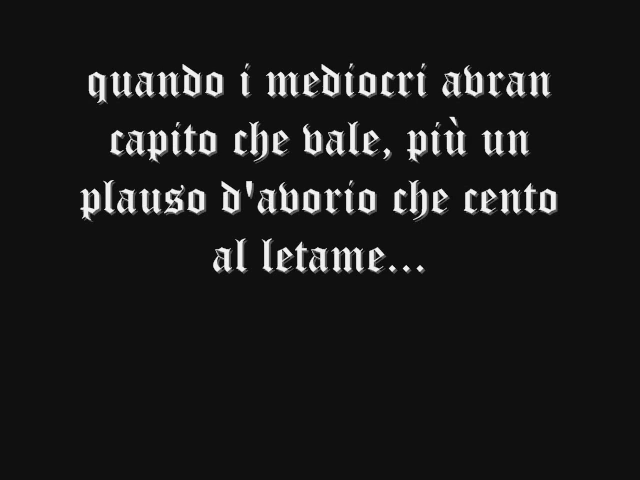 quando i mediocri avran
capito che vale, più un
plauso d'avorio che cento
al letame...